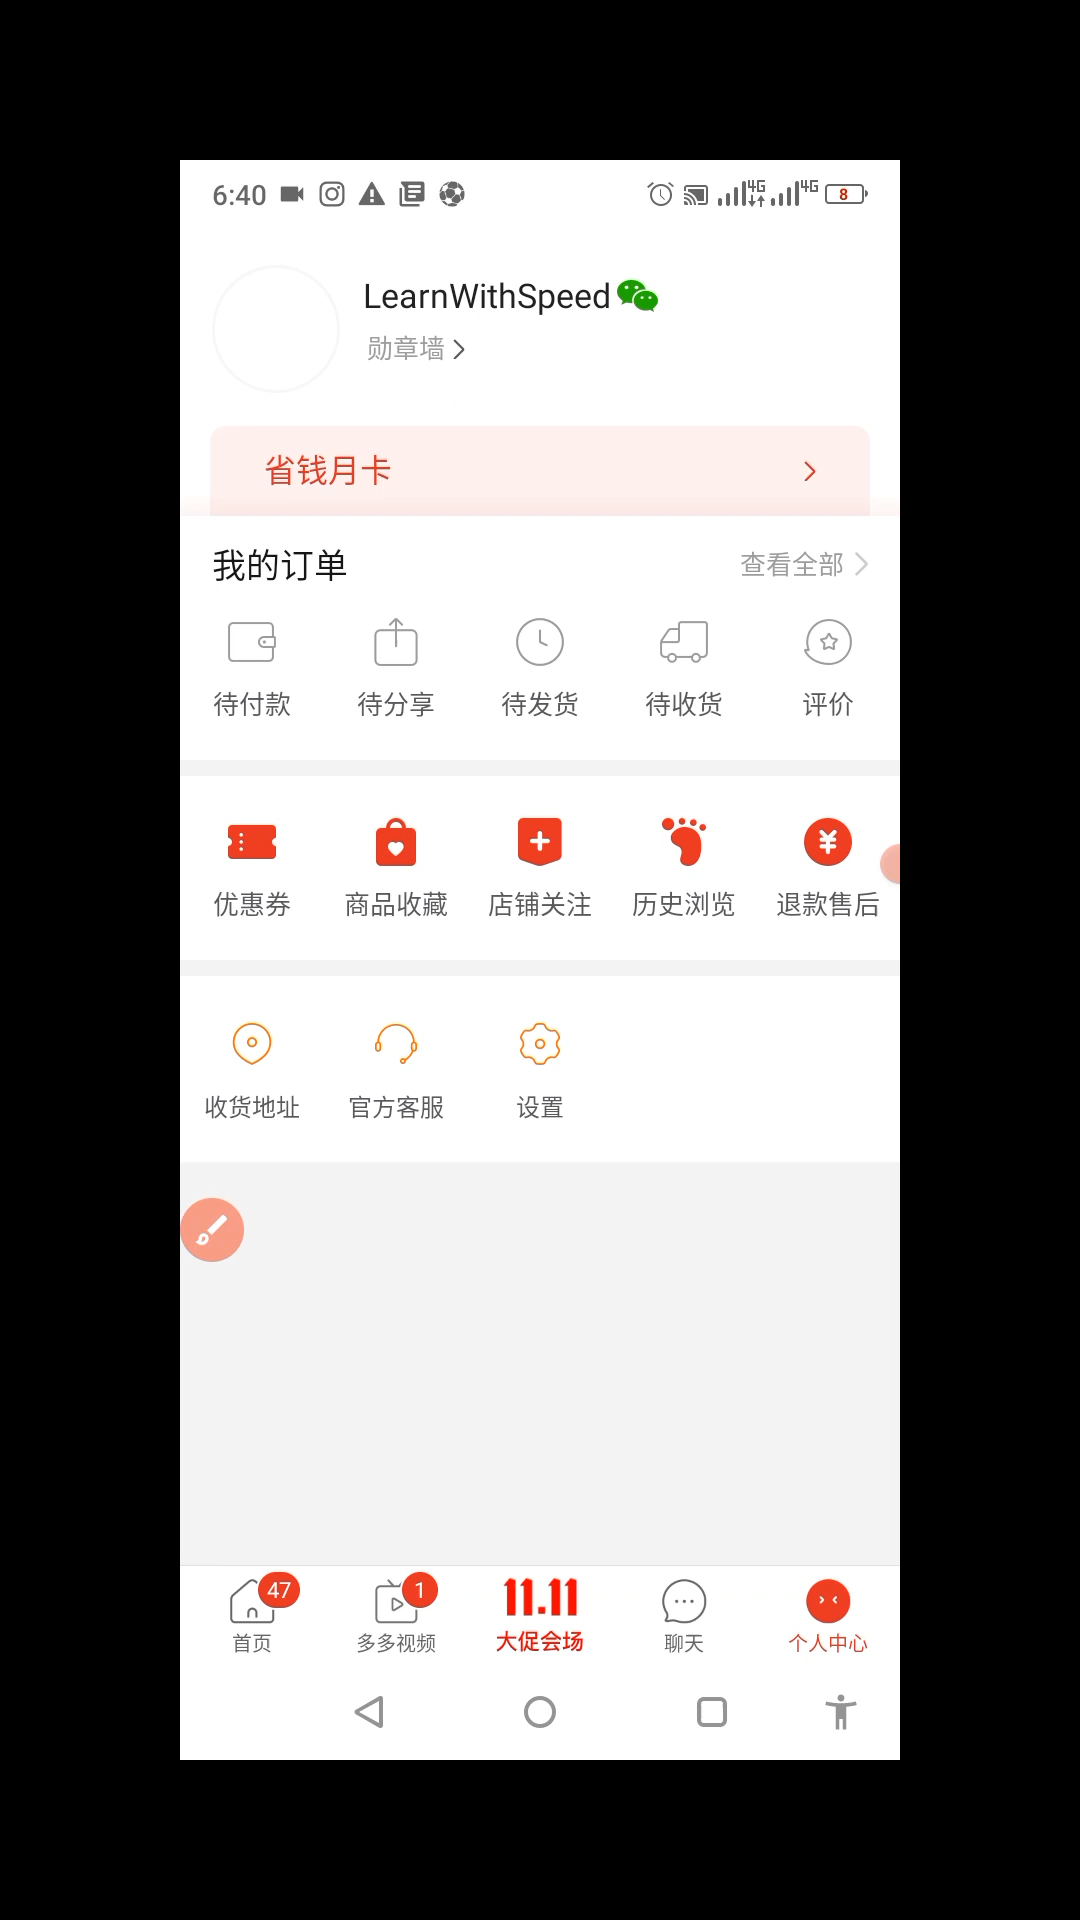 6:40 4G 4G 8
LearnWithSpeed
勋章墙
省钱月卡
我的订单 查看全部
待付款 待分享 待发货 待收货 评价
优惠券 商品收藏 店铺关注 历史浏览 退款售后
收货地址 官方客服 设置
47 1 11.11
首页 多多视频 大促会场 聊天 个人中心